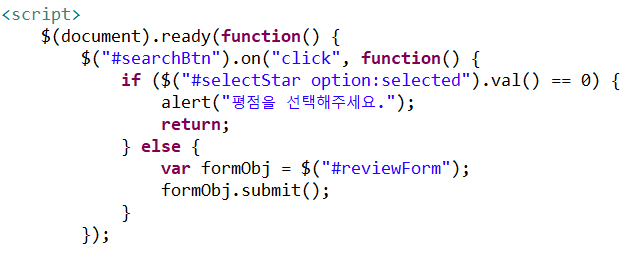 <script>
    $(document).ready(function() {
        $("#searchBtn").on("click", function() {
            if ($("#selectStar option:selected").val() == 0) {
                alert("평점을 선택해주세요.");
                return;
            } else {
                var formObj = $("#reviewForm");
                formObj.submit();
            }
        });